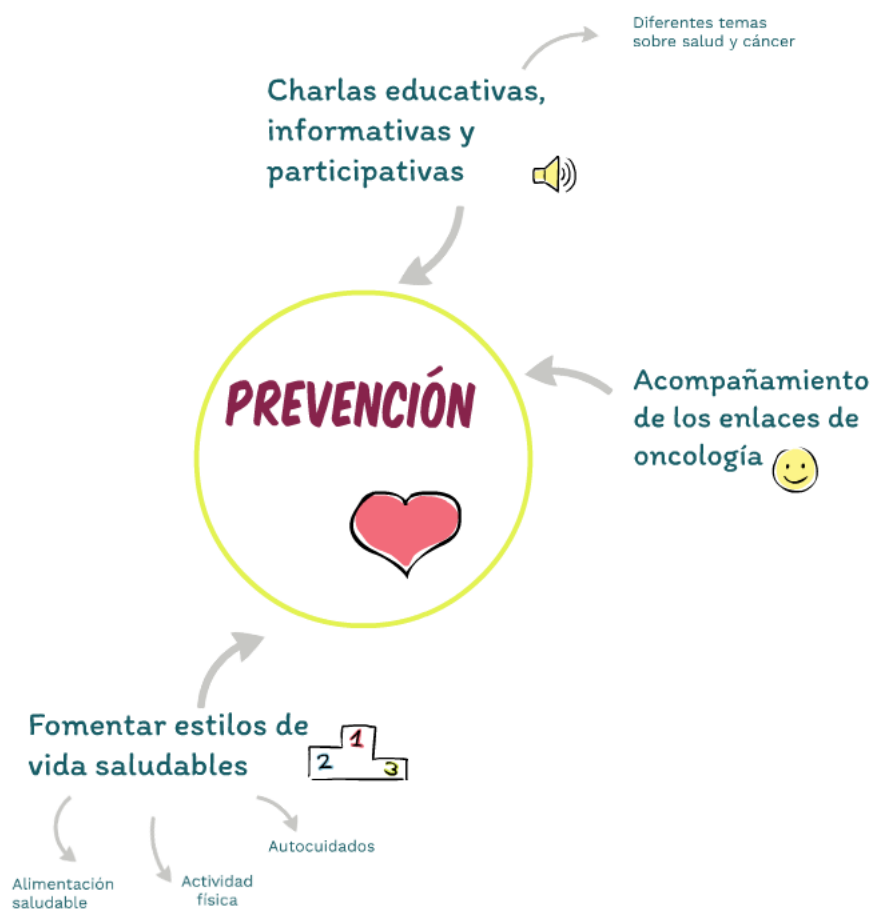 Diferentes temas
sobre salud y cáncer
Charlas educativas,
informativas y
participativas
PREVENCIÓN
Acompañamiento
de los enlaces de
oncología
Fomentar estilos de
vida saludables
1
2
3
Autocuidados
Alimentación
saludable
Actividad
física